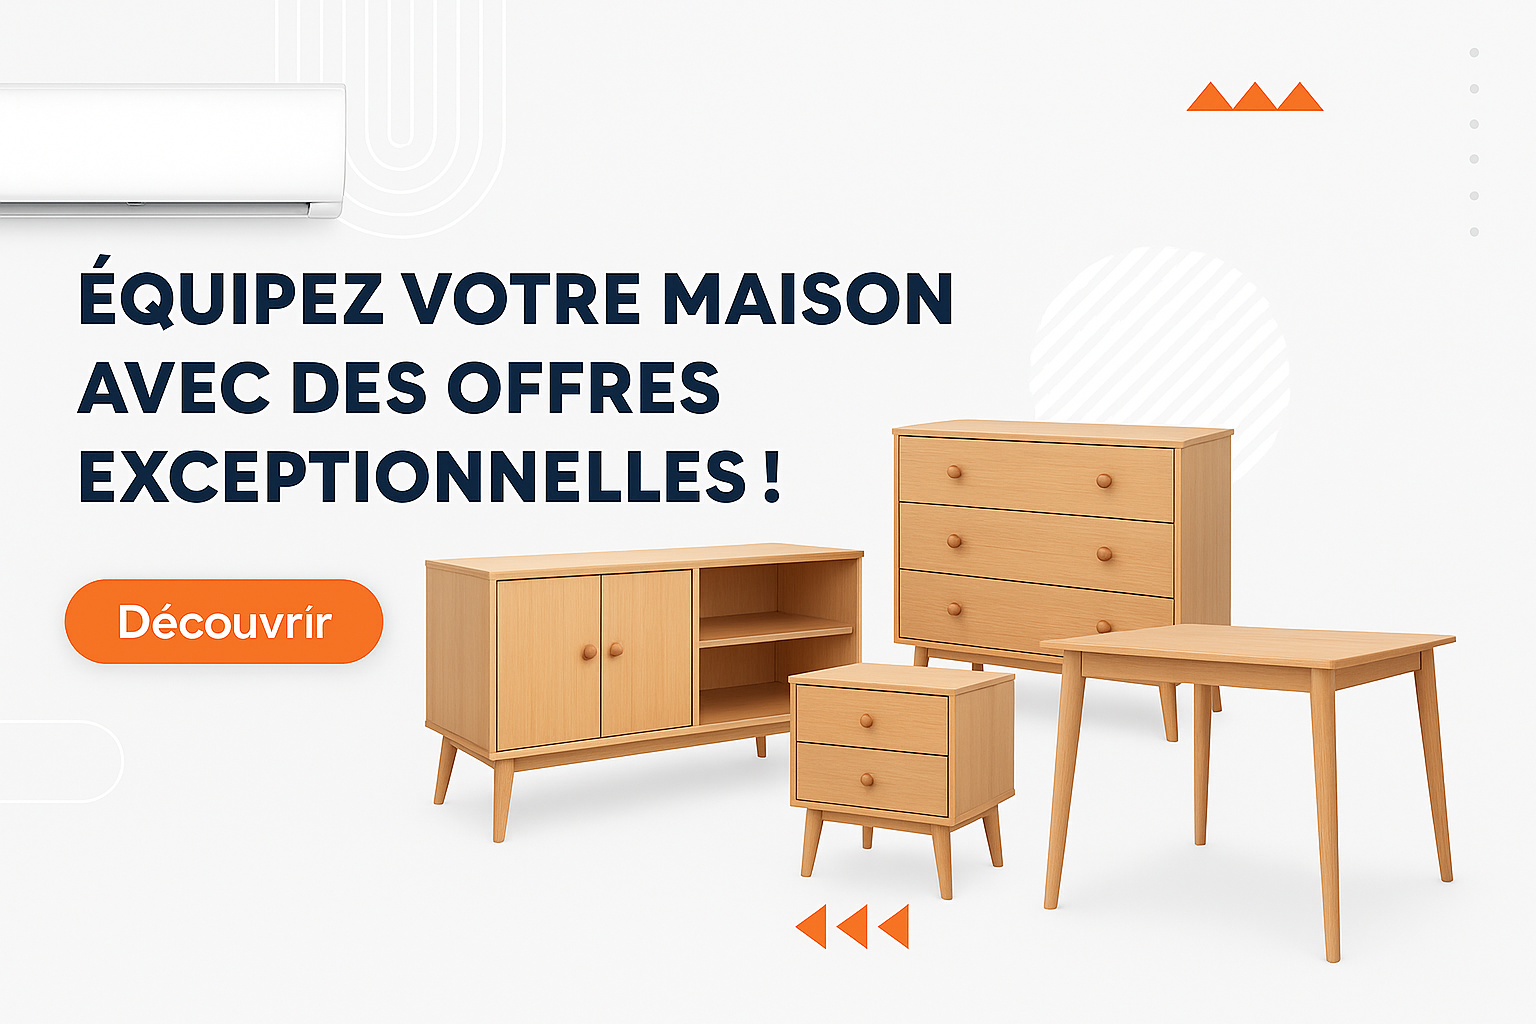 ÉQUIPEZ VOTRE MAISON
AVEC DES OFFRES
EXCEPTIONNELLES !
Découvrír